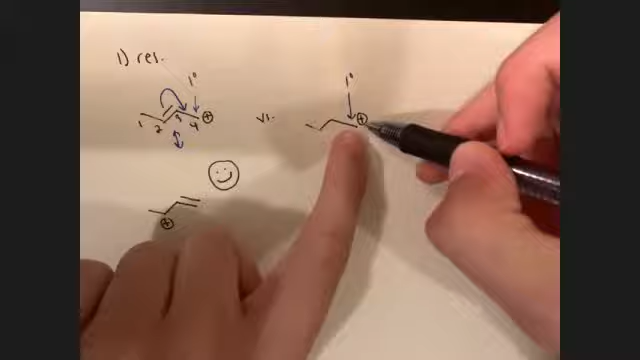 1) res.
1° 1°
1 2 3 4 ⊕ vs. ⊕
⊕